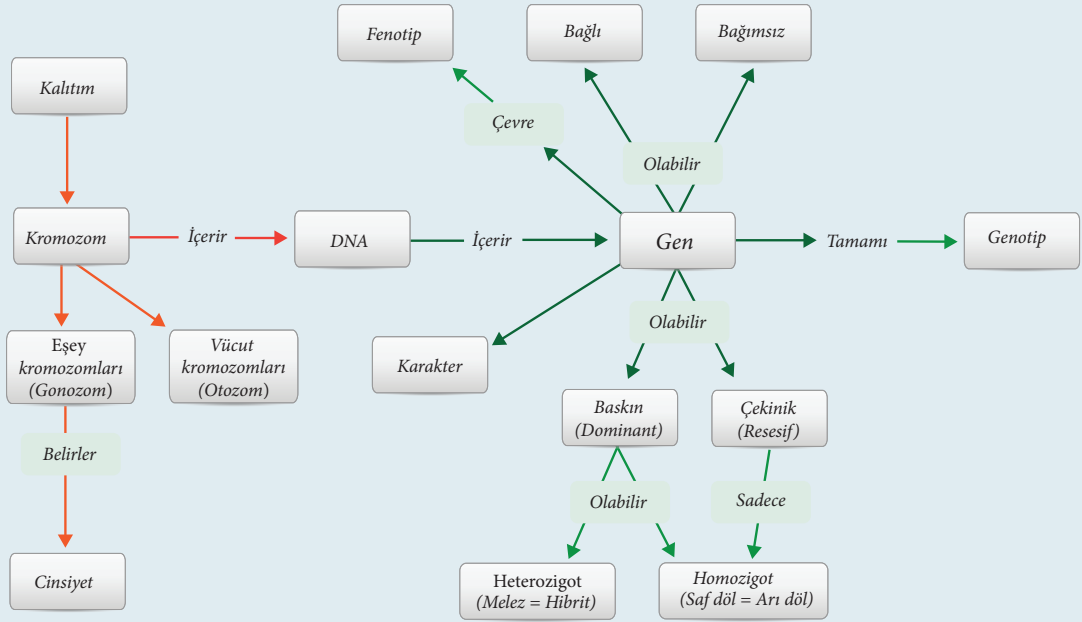 Fenotip
Bağlı
Bağımsız
Kalıtım
Çevre
Olabilir
Kromozom
İçerir
DNA
İçerir
Gen
Tamamı
Genotip
Olabilir
Eşey
kromozomları
(Gonozom)
Vücut
kromozomları
(Otozom)
Karakter
Baskın
(Dominant)
Çekinik
(Resesif)
Belirler
Olabilir
Sadece
Cinsiyet
Heterozigot
(Melez = Hibrit)
Homozigot
(Saf döl = Arı döl)